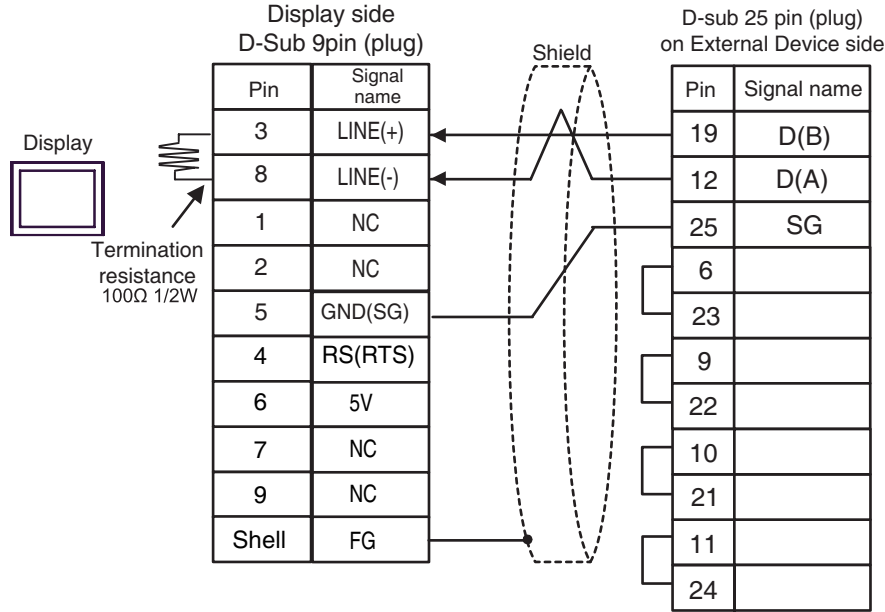 Display side
D-Sub 9pin (plug)
D-sub 25 pin (plug)
on External Device side
Shield
Pin Signal name
3 LINE(+)
8 LINE(-)
1 NC
2 NC
5 GND(SG)
4 RS(RTS)
6 5V
7 NC
9 NC
Shell FG
Display
Termination
resistance
100Ω 1/2W
Pin Signal name
19 D(B)
12 D(A)
25 SG
6
23
9
22
10
21
11
24